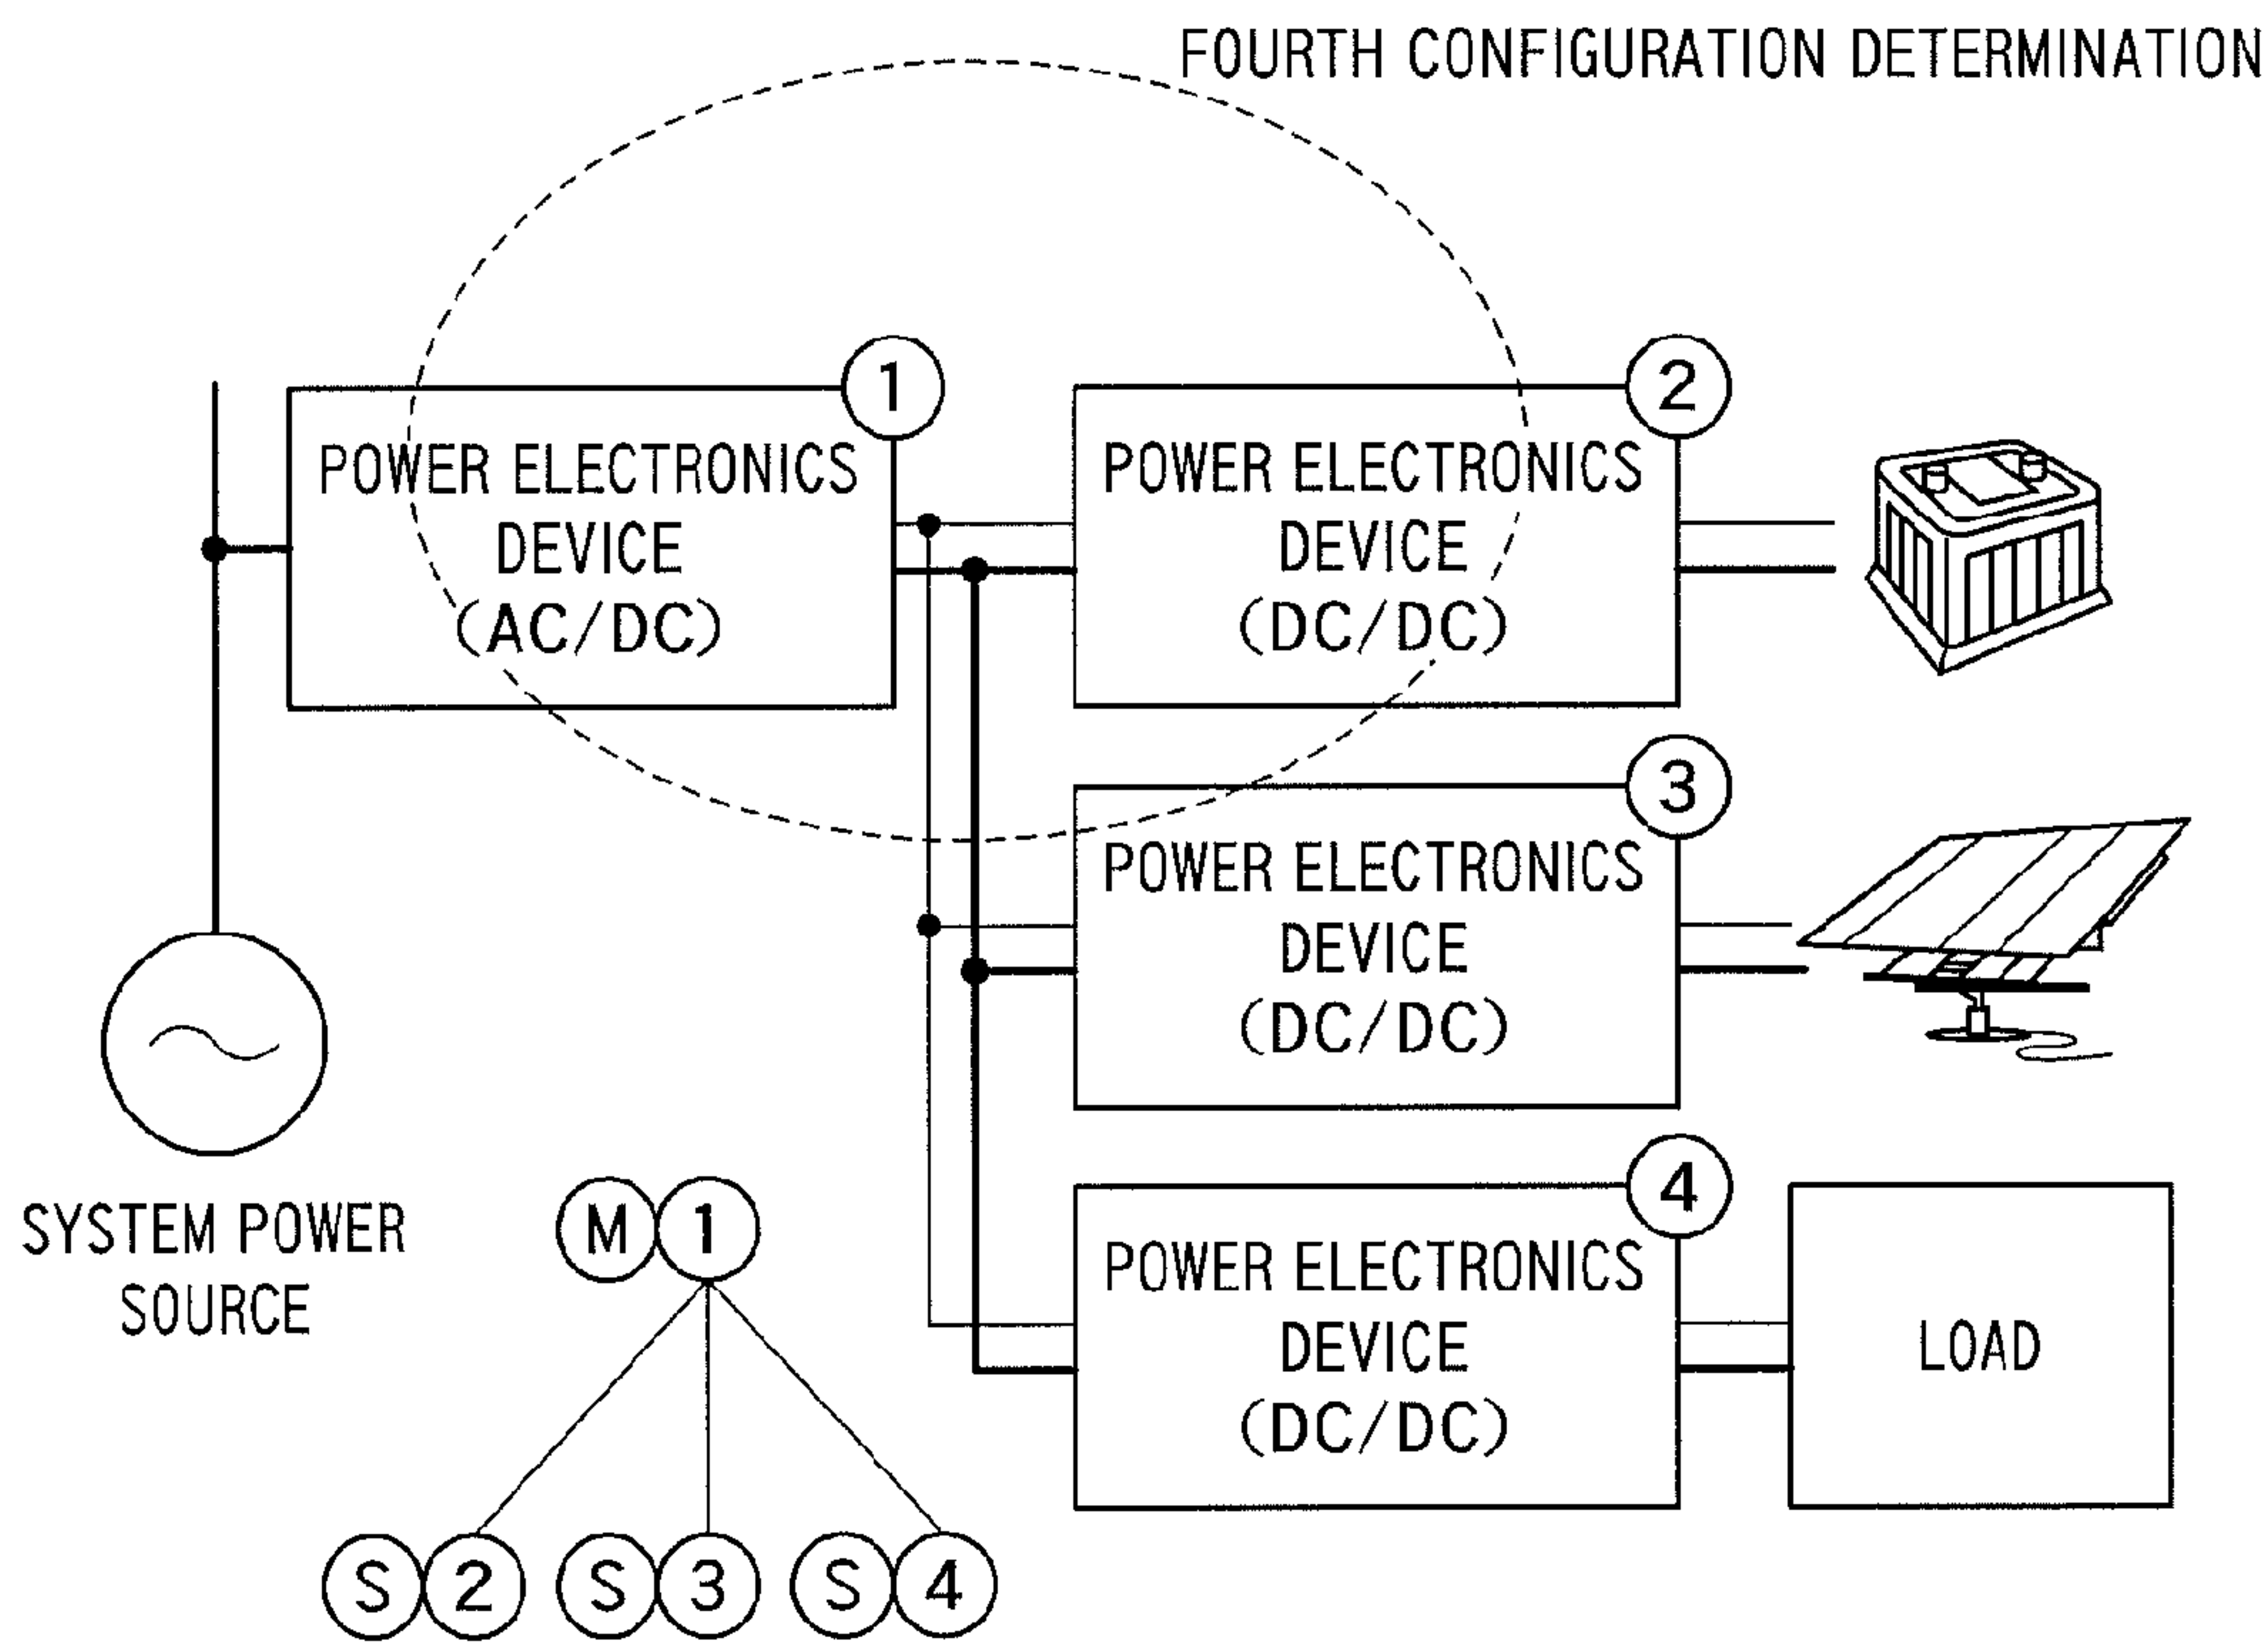 FOURTH CONFIGURATION DETERMINATION
1
POWER ELECTRONICS
DEVICE
(AC/DC)
2
POWER ELECTRONICS
DEVICE
(DC/DC)
3
POWER ELECTRONICS
DEVICE
(DC/DC)
4
POWER ELECTRONICS
DEVICE
(DC/DC)
LOAD
SYSTEM POWER
SOURCE
M 1
S 2 S 3 S 4